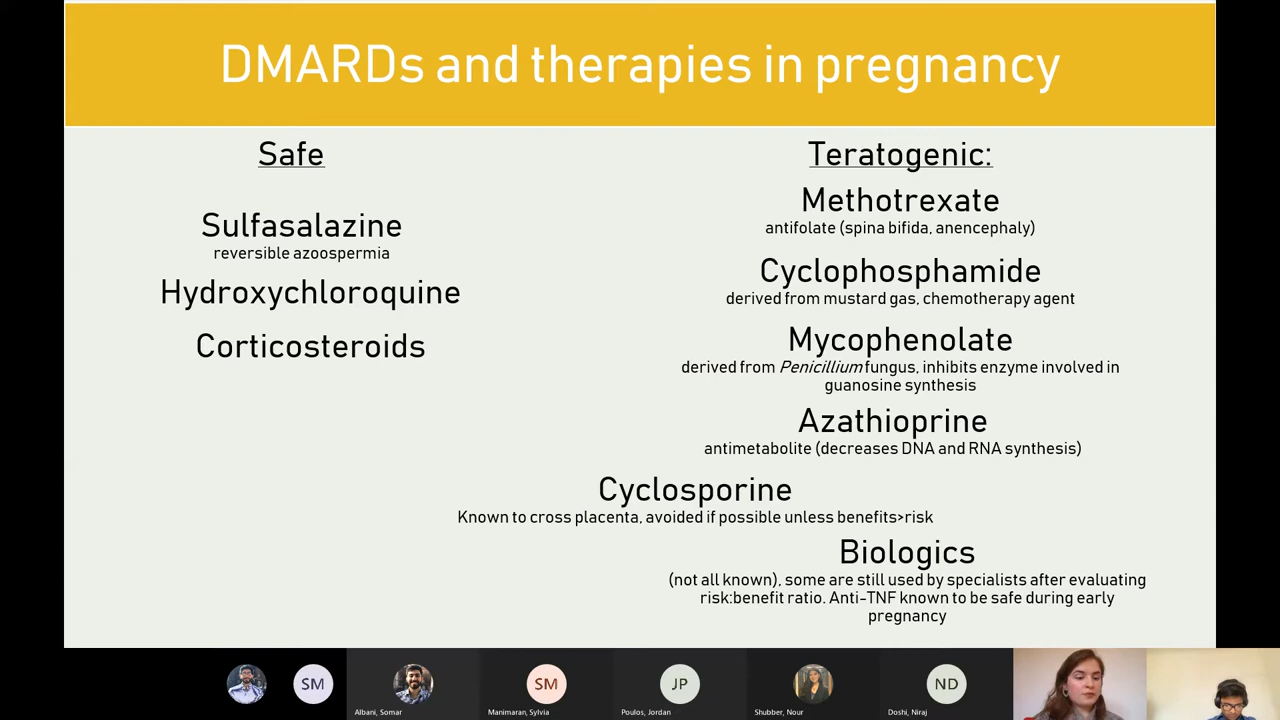 DMARDs and therapies in pregnancy
Safe
Sulfasalazine
reversible azoospermia
Hydroxychloroquine
Corticosteroids
Teratogenic:
Methotrexate
antifolate (spina bifida, anencephaly)
Cyclophosphamide
derived from mustard gas, chemotherapy agent
Mycophenolate
derived from Penicillium fungus, inhibits enzyme involved in
guanosine synthesis
Azathioprine
antimetabolite (decreases DNA and RNA synthesis)
Cyclosporine
Known to cross placenta, avoided if possible unless benefits>risk
Biologics
(not all known), some are still used by specialists after evaluating
risk:benefit ratio. Anti-TNF known to be safe during early
pregnancy
SM
Albani, Somar
SM
Manimaran, Sylvia
JP
Poulos, Jordan
Shubber, Nour
ND
Doshi, Niraj